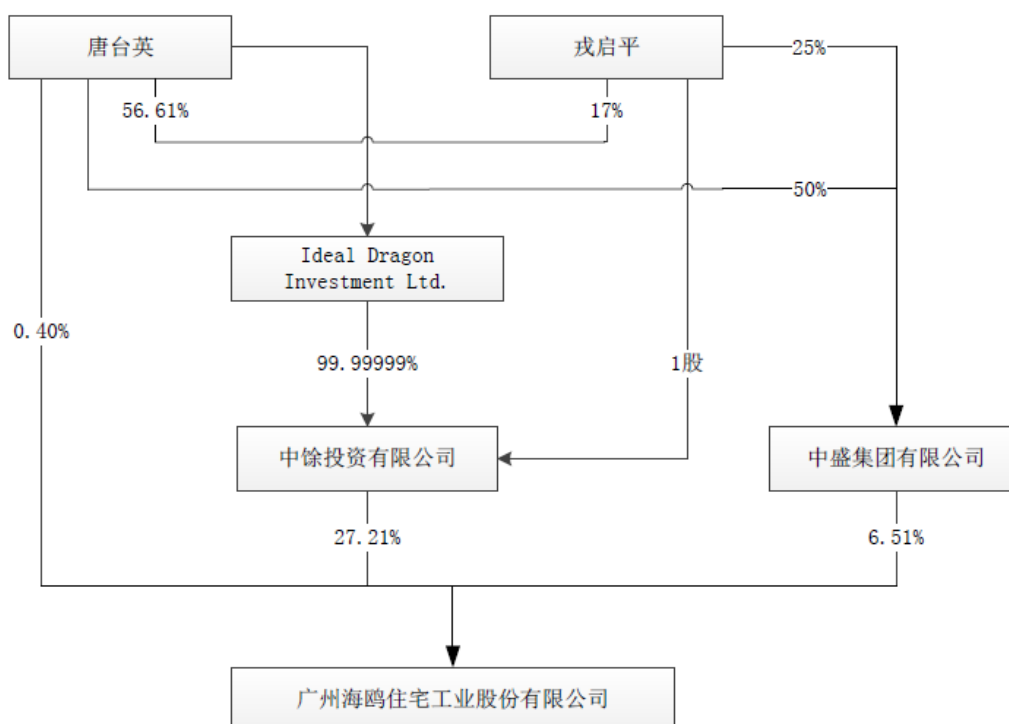 唐台英
戎启平
25%
56.61%
17%
50%
Ideal Dragon
Investment Ltd.
0.40%
99.99999%
1股
中馀投资有限公司
中盛集团有限公司
27.21%
6.51%
广州海鸥住宅工业股份有限公司